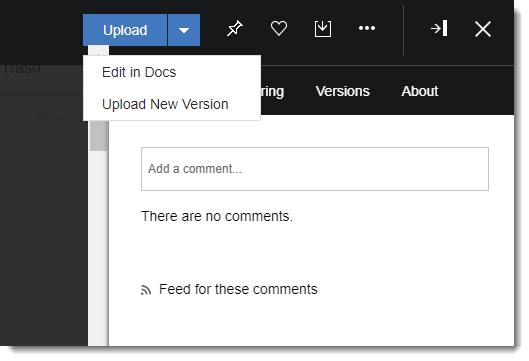 Upload
Trash
Edit in Docs
Upload New Version
ring Versions About
Add a comment...
There are no comments.
Feed for these comments